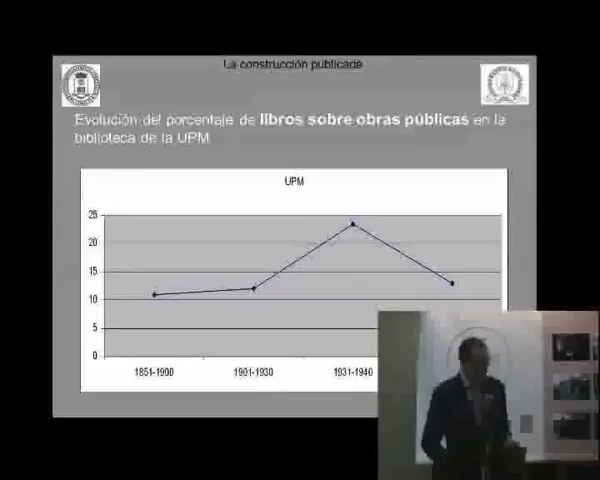 La construcción publicada
Evolución del porcentaje de libros sobre obras públicas en la
biblioteca de la UPM
UPM
25
20
15
10
5
0
1851-1900
1901-1930
1931-1940